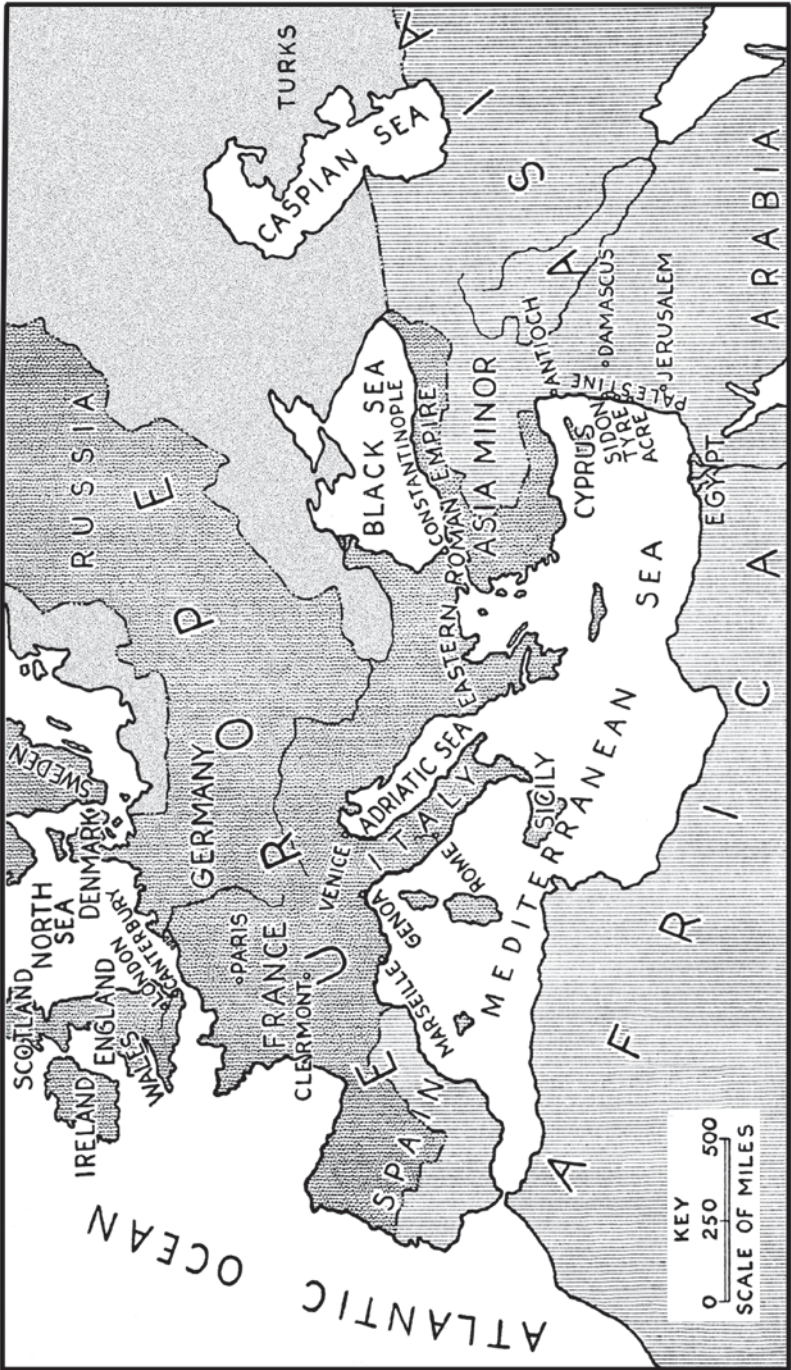 ATLANTIC OCEAN
SCOTLAND
IRELAND
ENGLAND
WALES
LONDON
CANTERBURY
NORTH
SEA
DENMARK
SWEDEN
RUSSIA
TURKS
EUROPE
GERMANY
PARIS
FRANCE
CLERMONT
SPAIN
MARSEILLE
GENOA
VENICE
ITALY
ROME
SICILY
ADRIATIC SEA
MEDITERRANEAN SEA
BLACK SEA
CONSTANTINOPLE
EASTERN ROMAN EMPIRE
ASIA MINOR
CASPIAN SEA
ASIA
CYPRUS
ANTIOCH
SIDON
TYRE
ACRE
PALESTINE
DAMASCUS
JERUSALEM
EGYPT
ARABIA
AFRICA
KEY
0 250 500
SCALE OF MILES